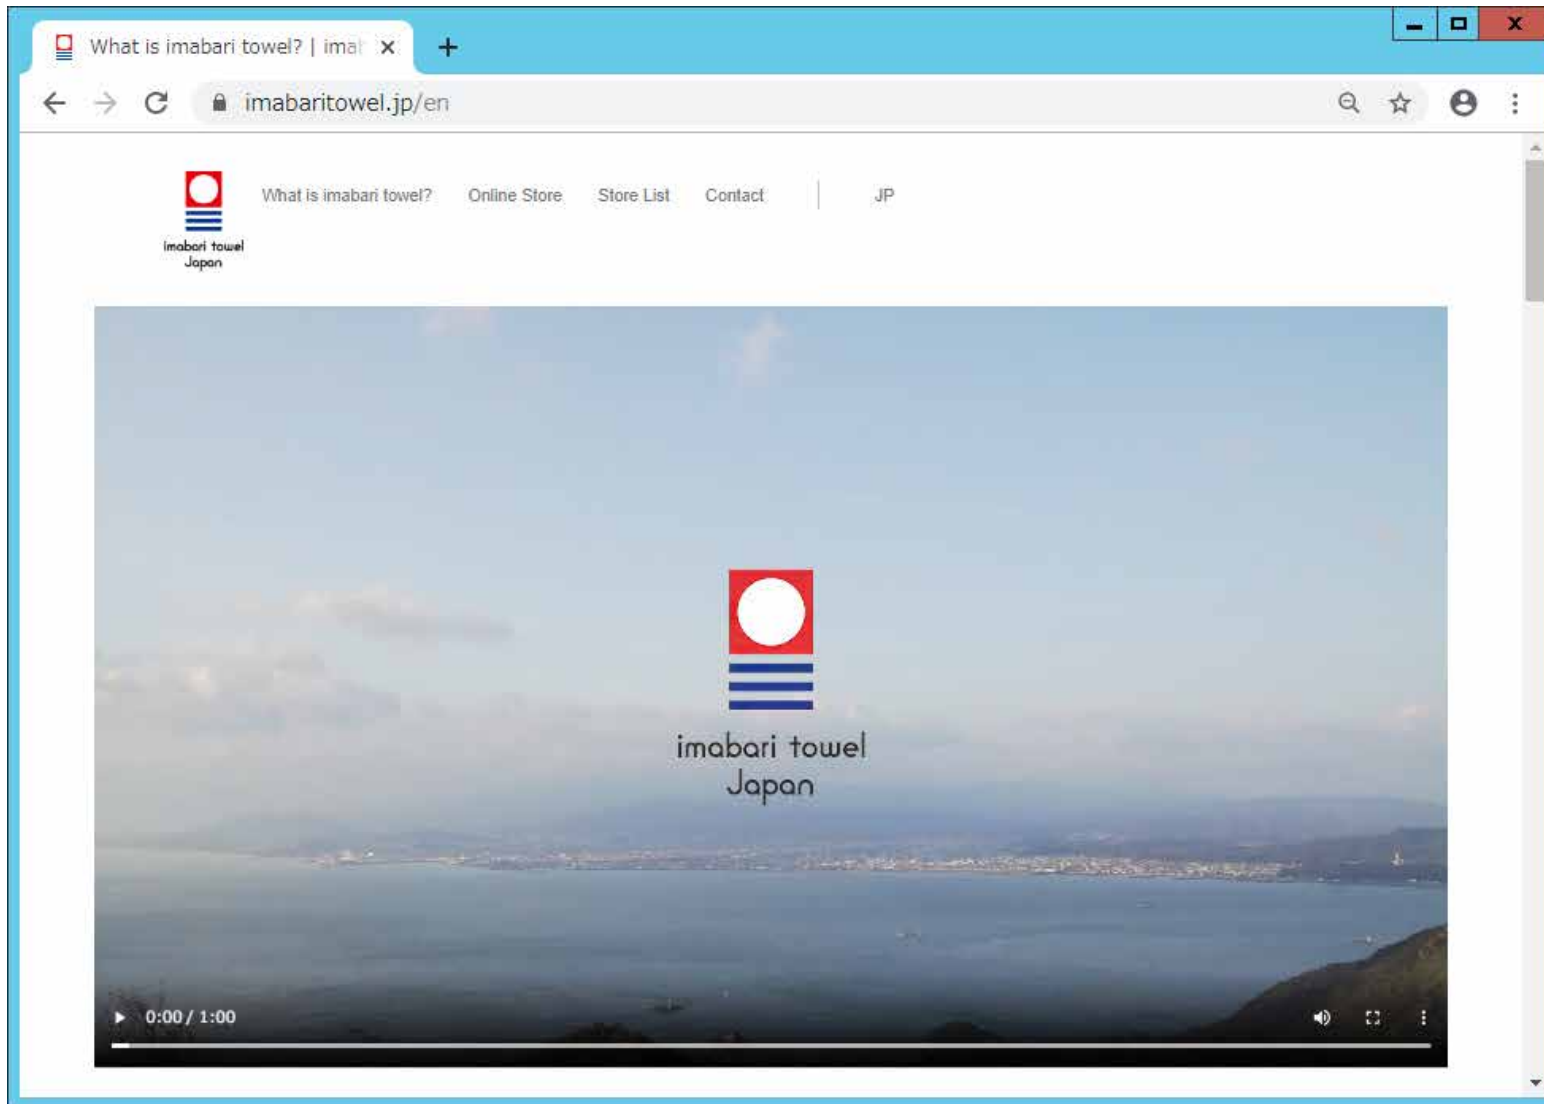 What is imabari towel? | imab
imabaritowel.jp/en
imabari towel
Japan
What is imabari towel? Online Store Store List Contact JP
imabari towel
Japan
0:00 / 1:00